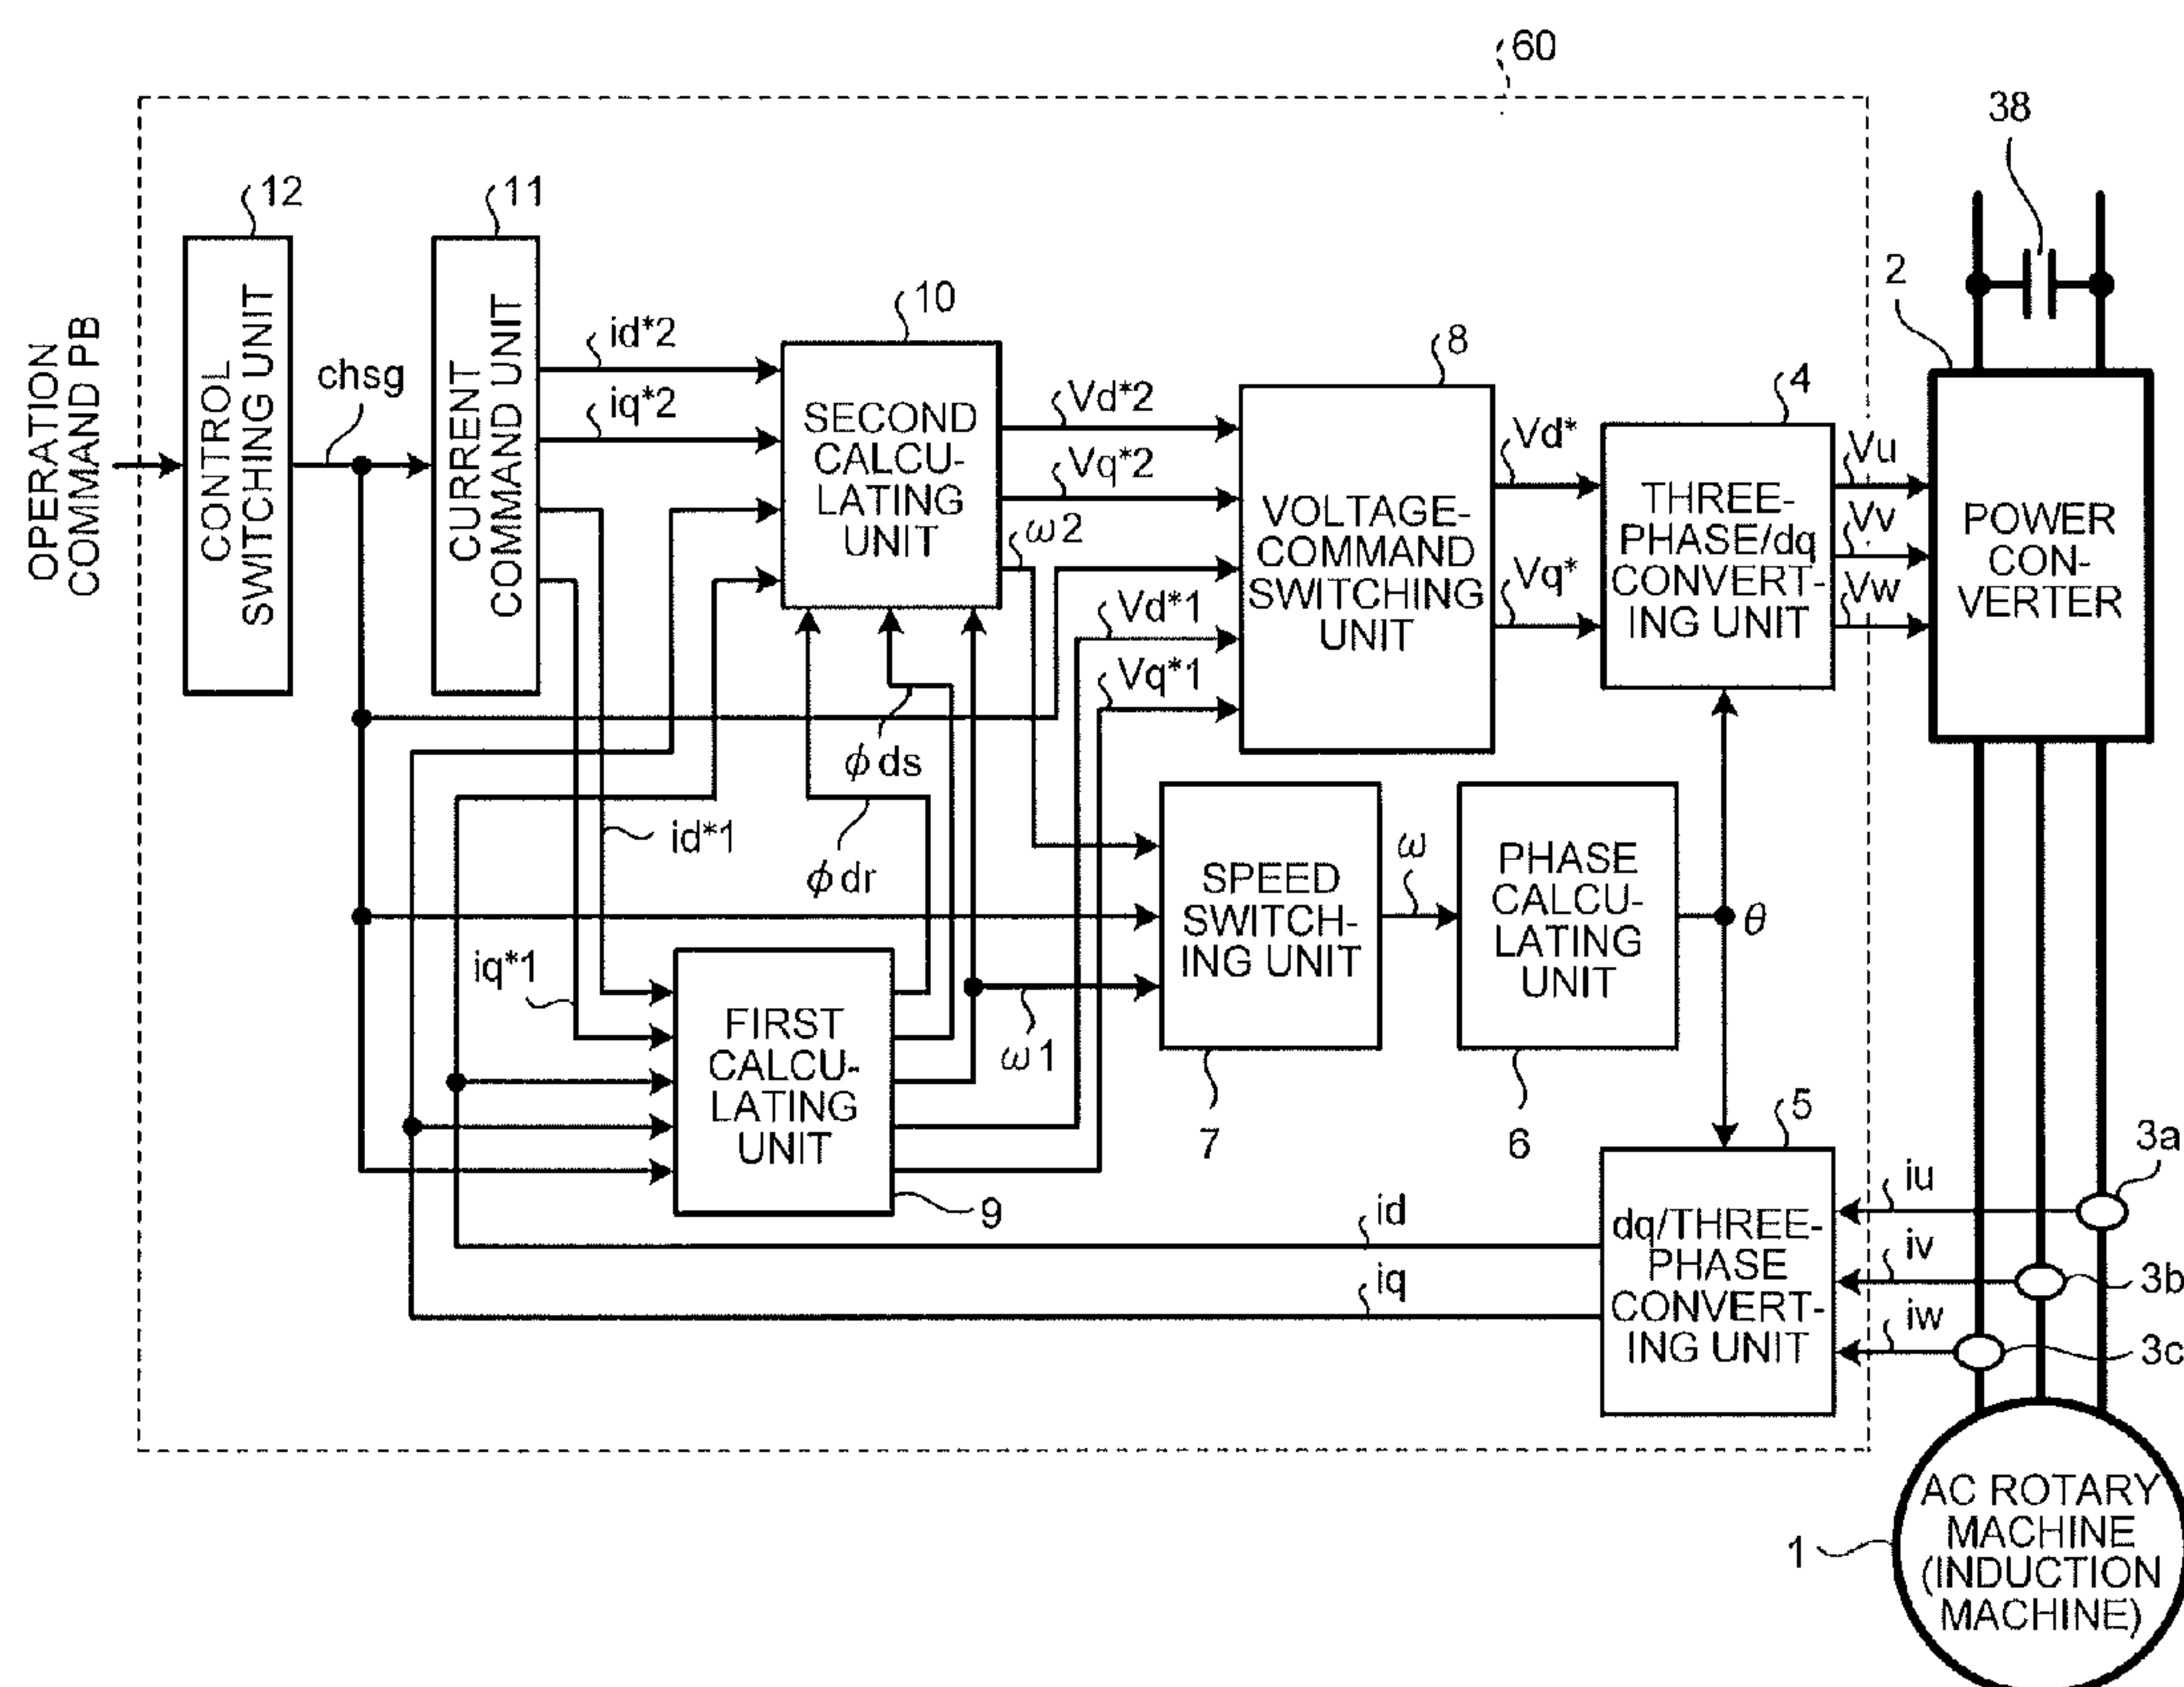 60
38
12
11
10
2
8
4
OPERATION
COMMAND PB
CONTROL
SWITCHING UNIT
chsg
CURRENT
COMMAND UNIT
id*2
iq*2
SECOND
CALCU-
LATING
UNIT
Vd*2
Vq*2
ω2
Vd*1
Vq*1
VOLTAGE-
COMMAND
SWITCHING
UNIT
Vd*
Vq*
THREE-
PHASE/dq
CONVERT-
ING UNIT
Vu
Vv
Vw
POWER
CON-
VERTER
φds
φdr
id*1
iq*1
FIRST
CALCU-
LATING
UNIT
9
ω1
SPEED
SWITCH-
ING UNIT
7
ω
PHASE
CALCU-
LATING
UNIT
6
θ
5
dq/THREE-
PHASE
CONVERT-
ING UNIT
id
iq
iu
iv
iw
3a
3b
3c
1
AC ROTARY
MACHINE
(INDUCTION
MACHINE)